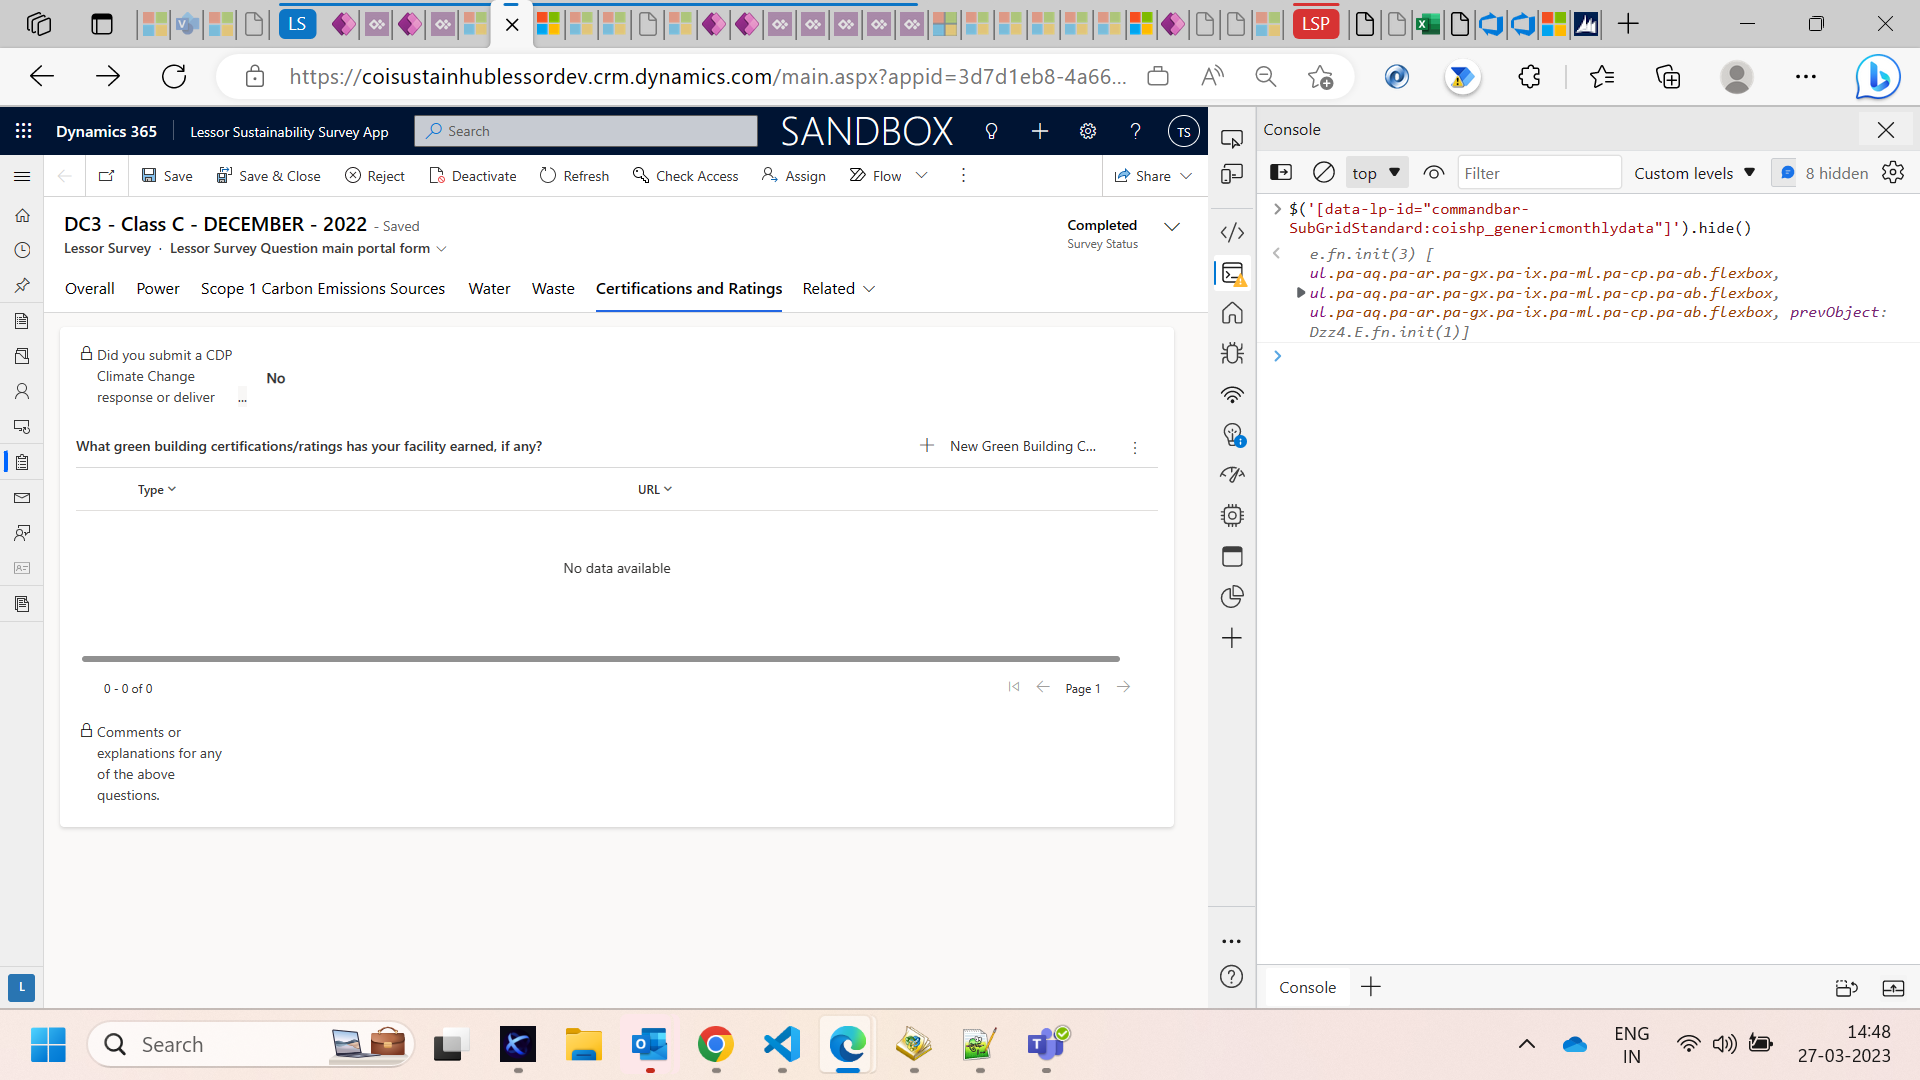 LS
LSP
https://coisustainhublessordev.crm.dynamics.com/main.aspx?appid=3d7d1eb8-4a66...
Dynamics 365
Lessor Sustainability Survey App
Search
SANDBOX
TS
Save
Save & Close
Reject
Deactivate
Refresh
Check Access
Assign
Flow
Share
DC3 - Class C - DECEMBER - 2022 - Saved
Lessor Survey · Lessor Survey Question main portal form
Completed
Survey Status
Overall
Power
Scope 1 Carbon Emissions Sources
Water
Waste
Certifications and Ratings
Related
Did you submit a CDP
Climate Change
response or deliver ...
No
What green building certifications/ratings has your facility earned, if any?
New Green Building C...
Type
URL
No data available
0 - 0 of 0
Page 1
Comments or
explanations for any
of the above
questions.
L
Console
top
Filter
Custom levels
8 hidden
$('[data-lp-id="commandbar-
SubGridStandard:coishp_genericmonthlydata"]').hide()
e.fn.init(3) [
ul.pa-aq.pa-ar.pa-gx.pa-ix.pa-ml.pa-cp.pa-ab.flexbox,
ul.pa-aq.pa-ar.pa-gx.pa-ix.pa-ml.pa-cp.pa-ab.flexbox,
ul.pa-aq.pa-ar.pa-gx.pa-ix.pa-ml.pa-cp.pa-ab.flexbox, prevObject:
Dzz4.E.fn.init(1)]
Console
Search
ENG
IN
14:48
27-03-2023